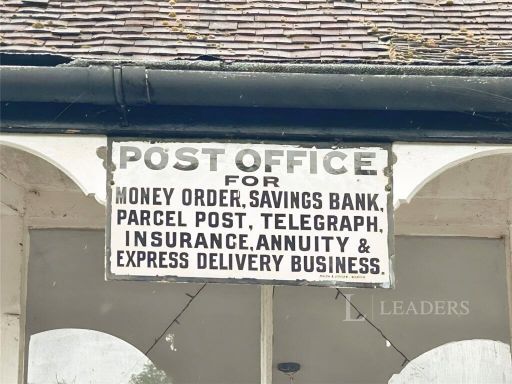 POST OFFICE
FOR
MONEY ORDER, SAVINGS BANK,
PARCEL POST, TELEGRAPH,
INSURANCE, ANNUITY &
EXPRESS DELIVERY BUSINESS.
L LEADERS